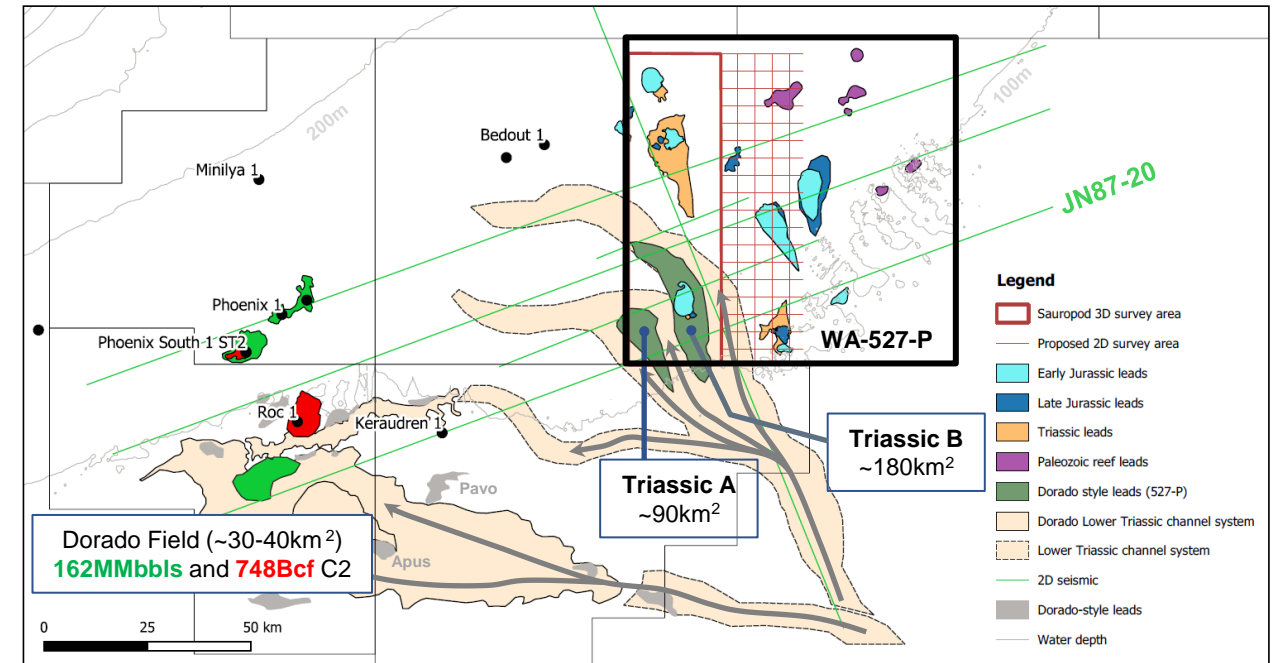 200m
100m
Bedout 1
Minilya 1
JN87-20
Phoenix 1
Phoenix South 1 ST2
WA-527-P
Roc 1
Keraudren 1
Pavo
Apus
Triassic A
~90km²
Triassic B
~180km²
Dorado Field (~30-40km²)
162MMbbls and 748Bcf C2
0 25 50 km
Legend
Sauropod 3D survey area
Proposed 2D survey area
Early Jurassic leads
Late Jurassic leads
Triassic leads
Paleozoic reef leads
Dorado style leads (527-P)
Dorado Lower Triassic channel system
Lower Triassic channel system
2D seismic
Dorado-style leads
Water depth